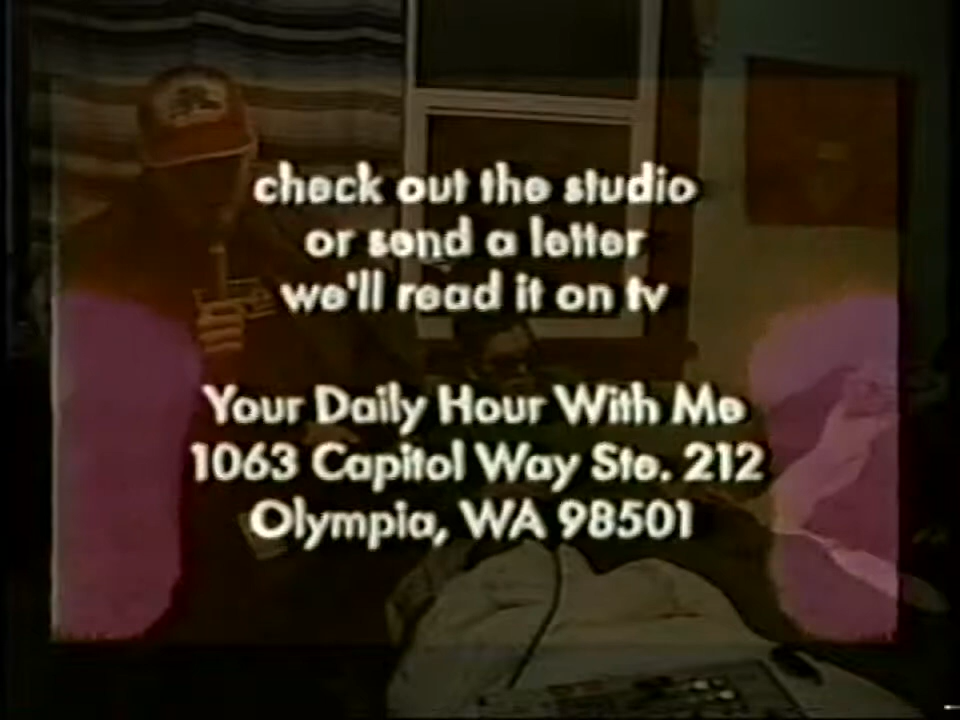 check out the studio
or send a letter
we'll read it on tv
Your Daily Hour With Me
1063 Capitol Way Ste. 212
Olympia, WA 98501